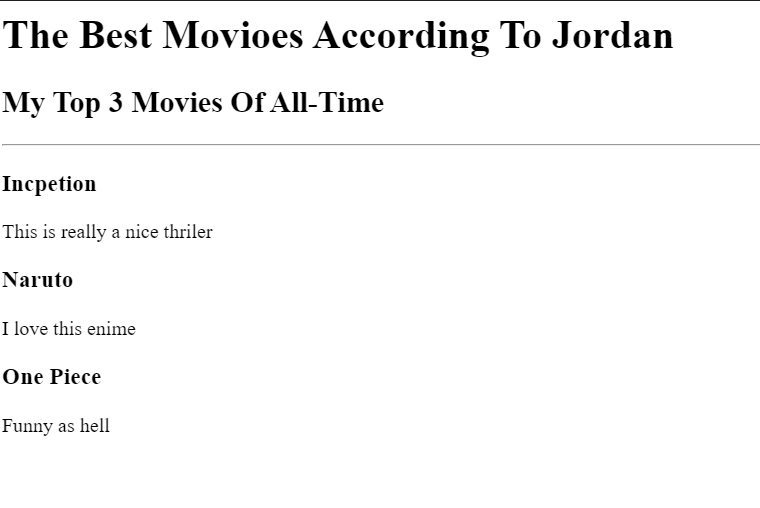 The Best Movioes According To Jordan
My Top 3 Movies Of All-Time
Incpetion
This is really a nice thriler
Naruto
I love this enime
One Piece
Funny as hell